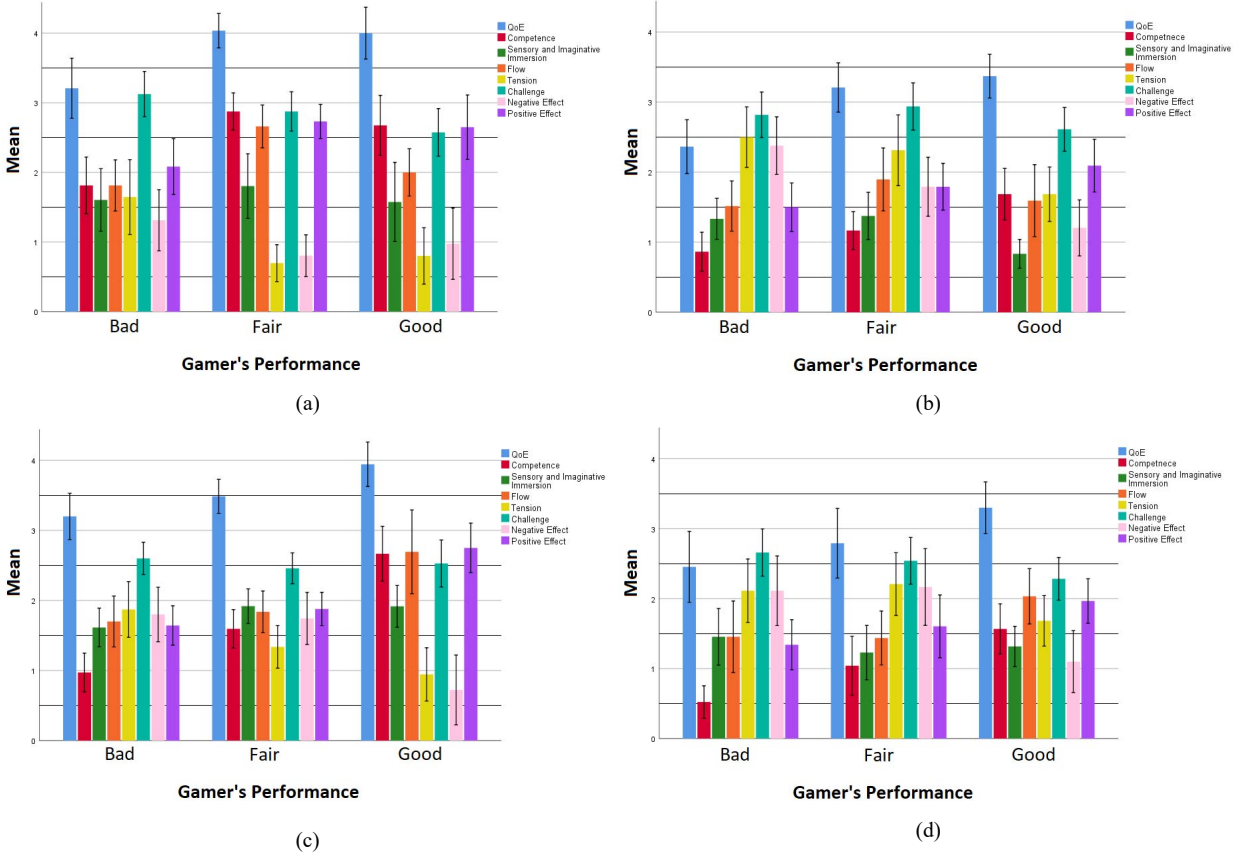 4
3
2
1
0
Mean
Bad
Fair
Good
Gamer's Performance
QoE
Competence
Sensory and Imaginative
Immersion
Flow
Tension
Challenge
Negative Effect
Positive Effect
(a)
4
3
2
1
0
Mean
Bad
Fair
Good
Gamer's Performance
QoE
Competnece
Sensory and Imaginative
Immersion
Flow
Tension
Challenge
Negative Effect
Positive Effect
(b)
4
3
2
1
0
Mean
Bad
Fair
Good
Gamer's Performance
QoE
Competence
Sensory and Imaginative
Immersion
Flow
Tension
Challenge
Negative Effect
Positive Effect
(c)
4
3
2
1
0
Mean
Bad
Fair
Good
Gamer's Performance
QoE
Competnece
Sensory and Imaginative
Immersion
Flow
Tension
Challenge
Negative Effect
Positive Effect
(d)